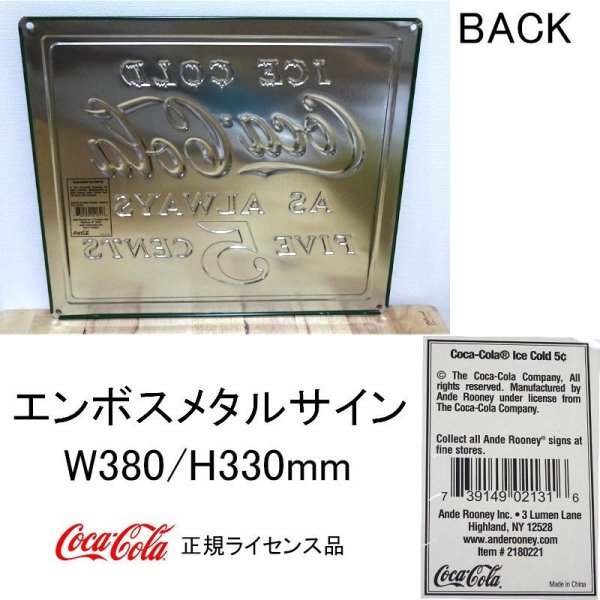 BACK
ICE COLD
Coca-Cola
AS ALWAYS
FIVE 5 CENTS
エンボスメタルサイン
W380/H330mm
Coca-Cola 正規ライセンス品
Coca-Cola® Ice Cold 5¢
© The Coca-Cola Company, All
rights reserved. Manufactured by
Ande Rooney under license from
The Coca-Cola Company.
Collect all Ande Rooney® signs at
fine stores.
7 39149 02131 6
Ande Rooney Inc. • 3 Lumen Lane
Highland, NY 12528
www.anderooney.com
Item # 2180221
Coca-Cola
Made in China